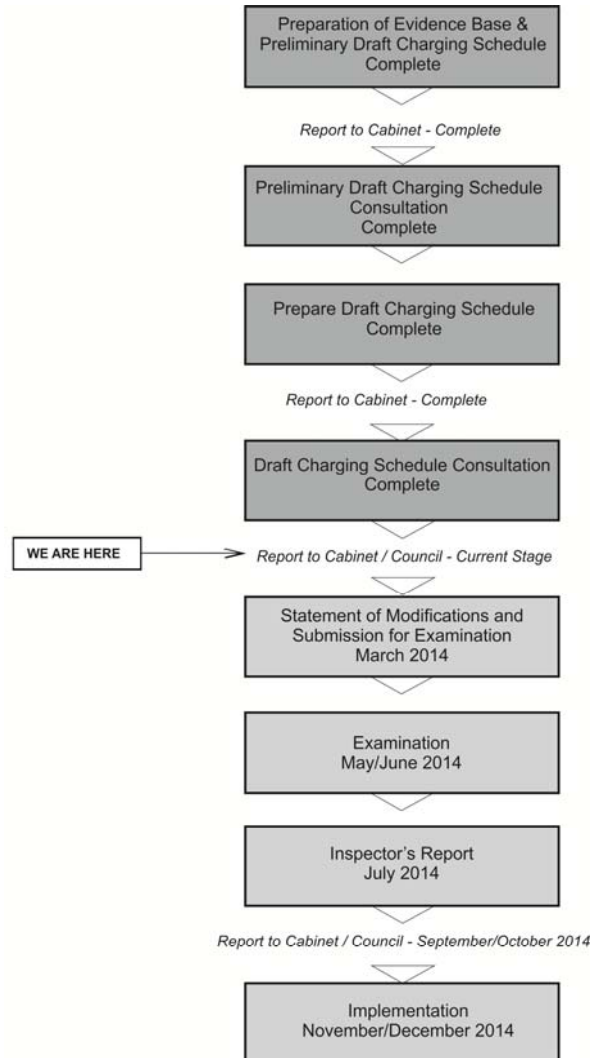 Preparation of Evidence Base &
Preliminary Draft Charging Schedule
Complete
Report to Cabinet - Complete
Preliminary Draft Charging Schedule
Consultation
Complete
Prepare Draft Charging Schedule
Complete
Report to Cabinet - Complete
Draft Charging Schedule Consultation
Complete
WE ARE HERE
Report to Cabinet / Council - Current Stage
Statement of Modifications and
Submission for Examination
March 2014
Examination
May/June 2014
Inspector's Report
July 2014
Report to Cabinet / Council - September/October 2014
Implementation
November/December 2014